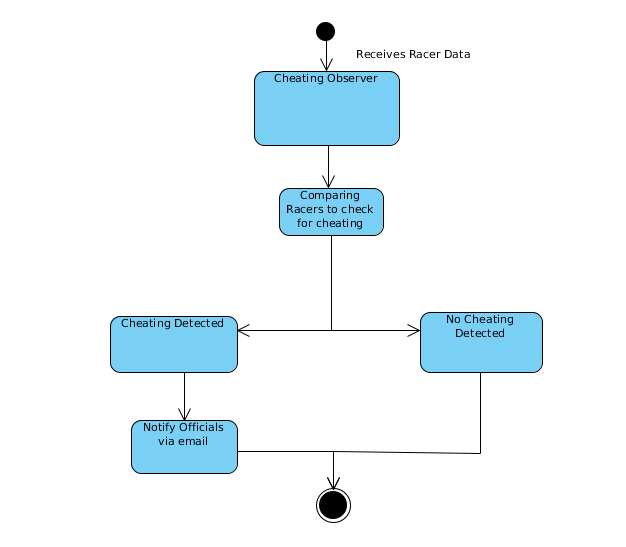 Receives Racer Data
Cheating Observer
Comparing
Racers to check
for cheating
Cheating Detected
No Cheating
Detected
Notify Officials
via email